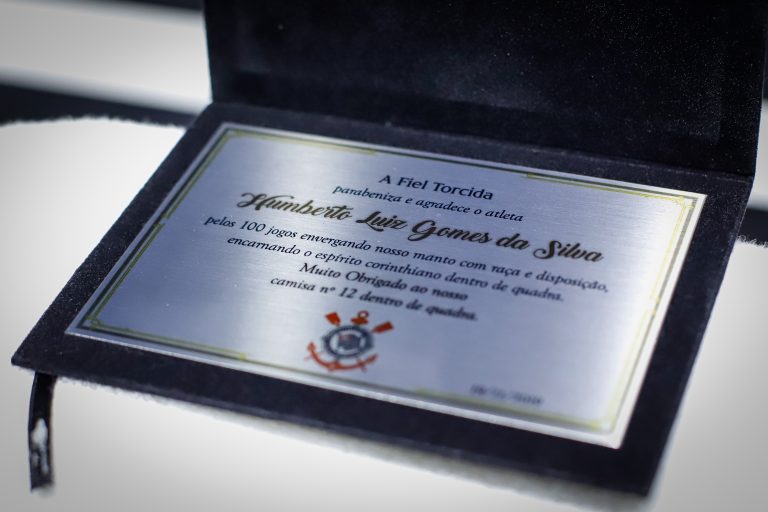 A Fiel Torcida
parabeniza e agradece o atleta
Humberto Luiz Gomes da Silva
pelos 100 jogos envergando nosso manto com raça e disposição,
encarnando o espírito corinthiano dentro de quadra.
Muito Obrigado ao nosso
camisa nº 12 dentro de quadra.